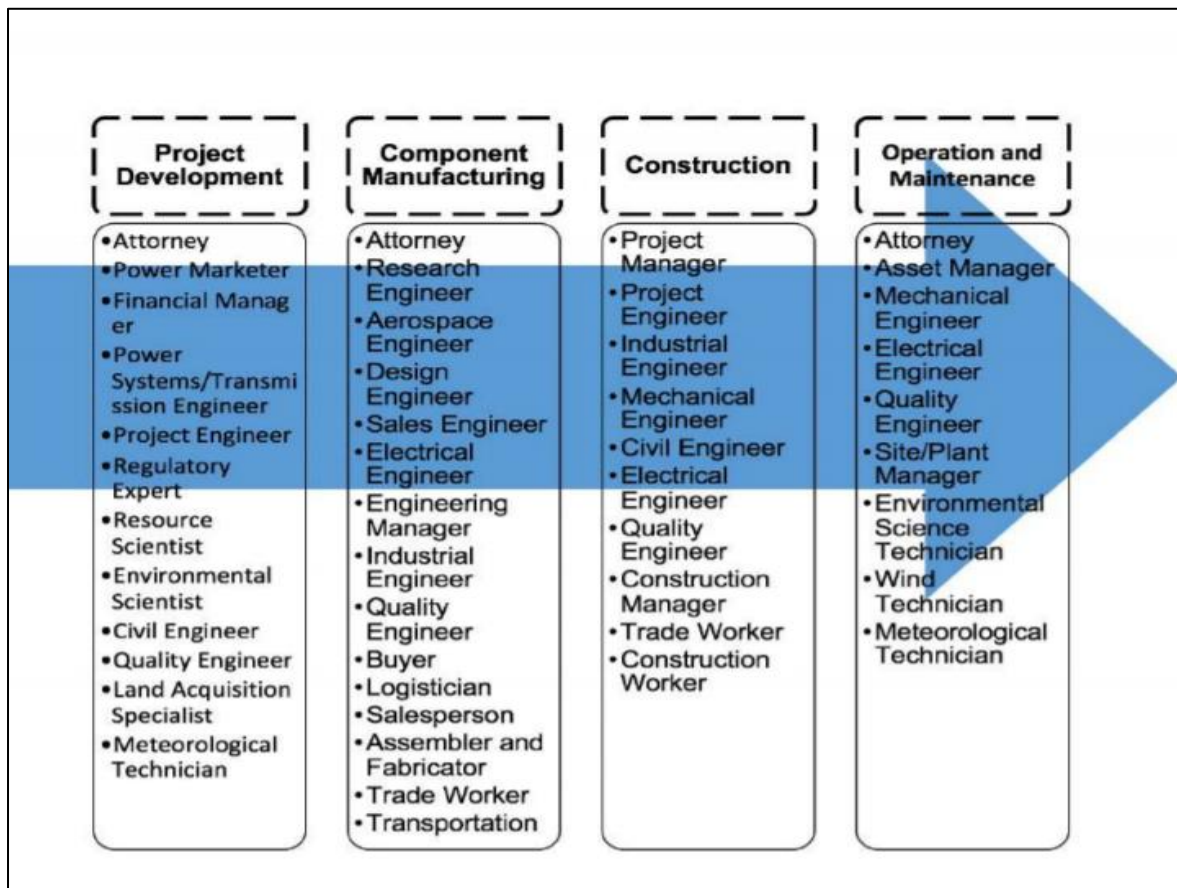 Project
Development
•Attorney
•Power Marketer
•Financial Manag
er
•Power
Systems/Transmi
ssion Engineer
•Project Engineer
•Regulatory
Expert
•Resource
Scientist
•Environmental
Scientist
•Civil Engineer
•Quality Engineer
•Land Acquisition
Specialist
•Meteorological
Technician
Component
Manufacturing
•Attorney
•Research
Engineer
•Aerospace
Engineer
•Design
Engineer
•Sales Engineer
•Electrical
Engineer
•Engineering
Manager
•Industrial
Engineer
•Quality
Engineer
•Buyer
•Logistician
•Salesperson
•Assembler and
Fabricator
•Trade Worker
•Transportation
Construction
•Project
Manager
•Project
Engineer
•Industrial
Engineer
•Mechanical
Engineer
•Civil Engineer
•Electrical
Engineer
•Quality
Engineer
•Construction
Manager
•Trade Worker
•Construction
Worker
Operation and
Maintenance
•Attorney
•Asset Manager
•Mechanical
Engineer
•Electrical
Engineer
•Quality
Engineer
•Site/Plant
Manager
•Environmental
Science
Technician
•Wind
Technician
•Meteorological
Technician